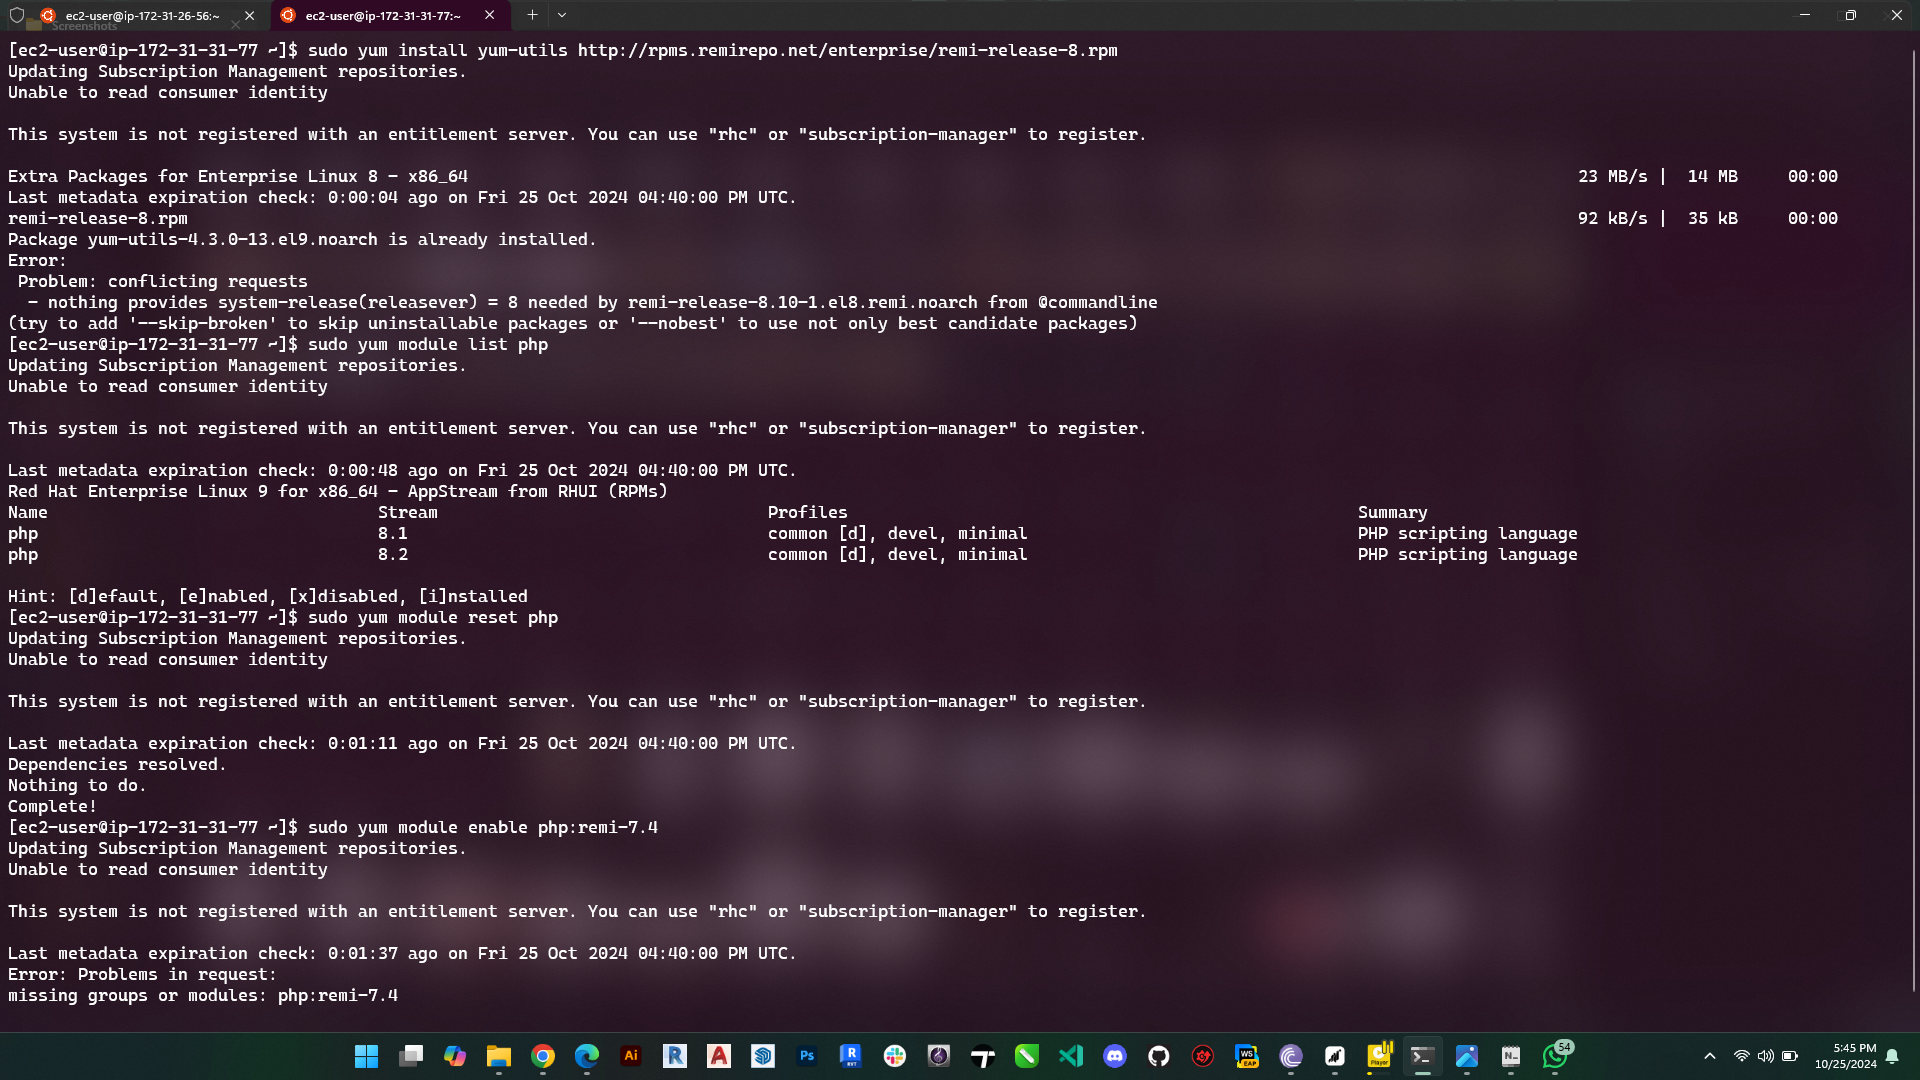 ec2-user@ip-172-31-26-56:~
ec2-user@ip-172-31-31-77:~
Screenshots
[ec2-user@ip-172-31-31-77 ~]$ sudo yum install yum-utils http://rpms.remirepo.net/enterprise/remi-release-8.rpm
Updating Subscription Management repositories.
Unable to read consumer identity
This system is not registered with an entitlement server. You can use "rhc" or "subscription-manager" to register.
Extra Packages for Enterprise Linux 8 - x86_64 23 MB/s | 14 MB 00:00
Last metadata expiration check: 0:00:04 ago on Fri 25 Oct 2024 04:40:00 PM UTC.
remi-release-8.rpm 92 kB/s | 35 kB 00:00
Package yum-utils-4.3.0-13.el9.noarch is already installed.
Error:
Problem: conflicting requests
- nothing provides system-release(releasever) = 8 needed by remi-release-8.10-1.el8.remi.noarch from @commandline
(try to add '--skip-broken' to skip uninstallable packages or '--nobest' to use not only best candidate packages)
[ec2-user@ip-172-31-31-77 ~]$ sudo yum module list php
Updating Subscription Management repositories.
Unable to read consumer identity
This system is not registered with an entitlement server. You can use "rhc" or "subscription-manager" to register.
Last metadata expiration check: 0:00:48 ago on Fri 25 Oct 2024 04:40:00 PM UTC.
Red Hat Enterprise Linux 9 for x86_64 - AppStream from RHUI (RPMs)
Name Stream Profiles Summary
php 8.1 common [d], devel, minimal PHP scripting language
php 8.2 common [d], devel, minimal PHP scripting language
Hint: [d]efault, [e]nabled, [x]disabled, [i]nstalled
[ec2-user@ip-172-31-31-77 ~]$ sudo yum module reset php
Updating Subscription Management repositories.
Unable to read consumer identity
This system is not registered with an entitlement server. You can use "rhc" or "subscription-manager" to register.
Last metadata expiration check: 0:01:11 ago on Fri 25 Oct 2024 04:40:00 PM UTC.
Dependencies resolved.
Nothing to do.
Complete!
[ec2-user@ip-172-31-31-77 ~]$ sudo yum module enable php:remi-7.4
Updating Subscription Management repositories.
Unable to read consumer identity
This system is not registered with an entitlement server. You can use "rhc" or "subscription-manager" to register.
Last metadata expiration check: 0:01:37 ago on Fri 25 Oct 2024 04:40:00 PM UTC.
Error: Problems in request:
missing groups or modules: php:remi-7.4
Ai
R
A
Ps
R
RVT
WS
EAP
Player
N
54
5:45 PM
10/25/2024